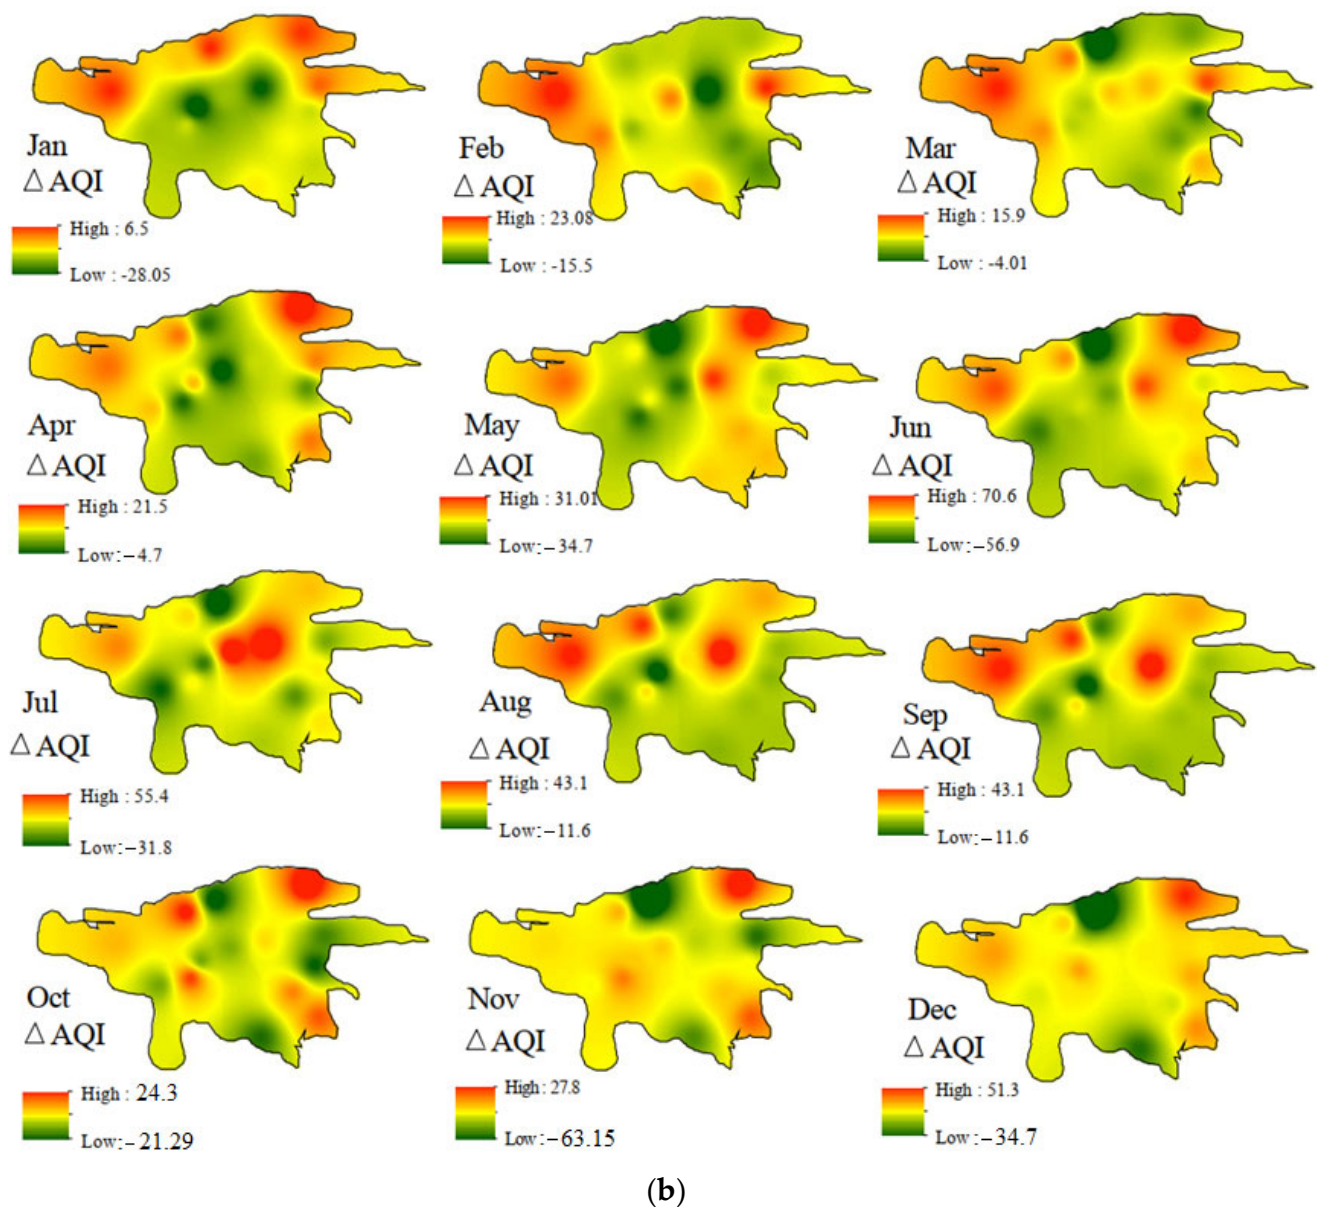 Jan
△ AQI
High : 6.5
Low : -28.05
Feb
△ AQI
High : 23.08
Low : -15.5
Mar
△ AQI
High : 15.9
Low : -4.01
Apr
△ AQI
High : 21.5
Low:−4.7
May
△ AQI
High : 31.01
Low:−34.7
Jun
△ AQI
High : 70.6
Low:−56.9
Jul
△ AQI
High : 55.4
Low:−31.8
Aug
△ AQI
High : 43.1
Low:−11.6
Sep
△ AQI
High : 43.1
Low:−11.6
Oct
△ AQI
High : 24.3
Low:−21.29
Nov
△ AQI
High : 27.8
Low:−63.15
Dec
△ AQI
High : 51.3
Low:−34.7
(b)